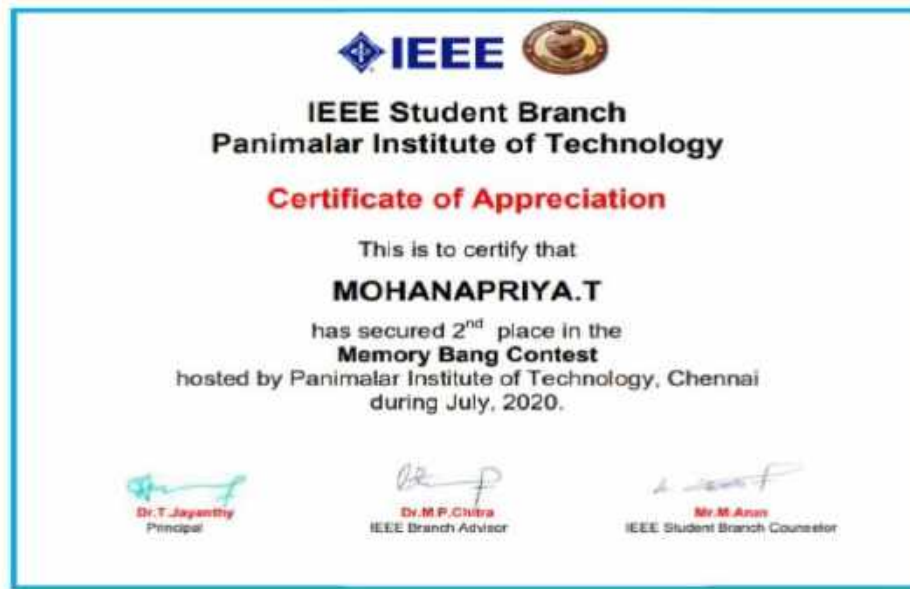 IEEE
IEEE Student Branch
Panimalar Institute of Technology
Certificate of Appreciation
This is to certify that
MOHANAPRIYA.T
has secured 2nd place in the
Memory Bang Contest
hosted by Panimalar Institute of Technology, Chennai
during July, 2020.
Dr.T.Jayanthy Dr.M.P.Chitra Mr.M.Arun
Principal IEEE Branch Advisor IEEE Student Branch Counselor